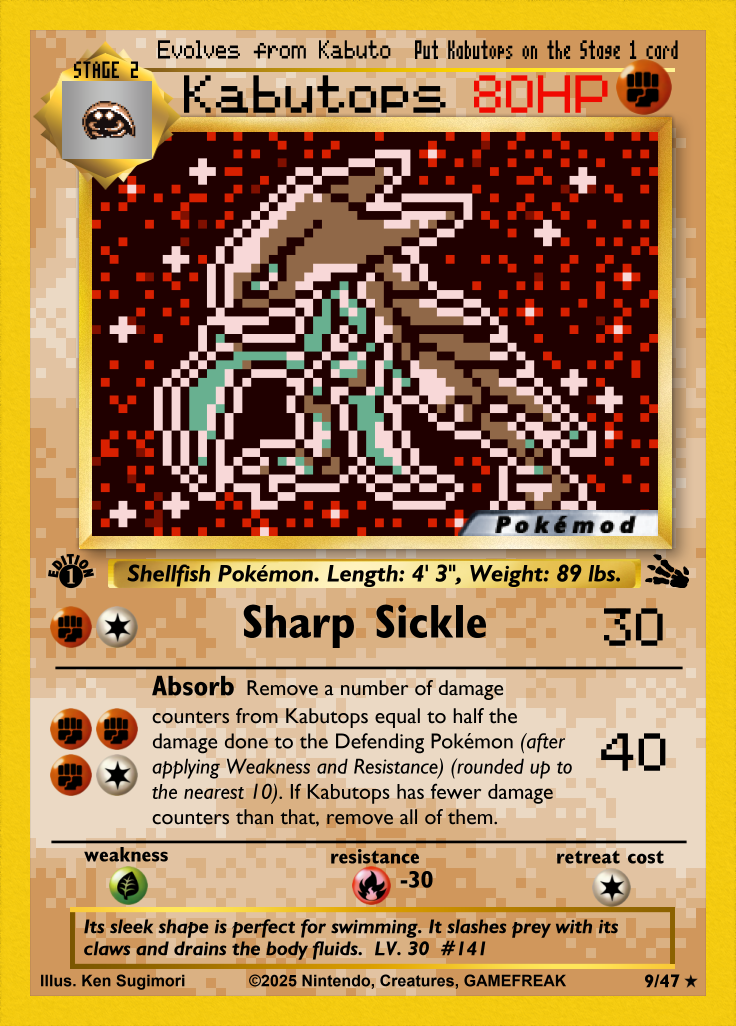 Evolves from Kabuto Put Kabutops on the Stage 1 card
STAGE 2
Kabutops 80HP
Pokémod
EDITION 1
Shellfish Pokémon. Length: 4' 3", Weight: 89 lbs.
Sharp Sickle 30
Absorb Remove a number of damage
counters from Kabutops equal to half the
damage done to the Defending Pokémon (after
applying Weakness and Resistance) (rounded up to
the nearest 10). If Kabutops has fewer damage
counters than that, remove all of them.
40
weakness resistance retreat cost
-30
Its sleek shape is perfect for swimming. It slashes prey with its
claws and drains the body fluids. LV. 30 #141
Illus. Ken Sugimori ©2025 Nintendo, Creatures, GAMEFREAK 9/47 ★